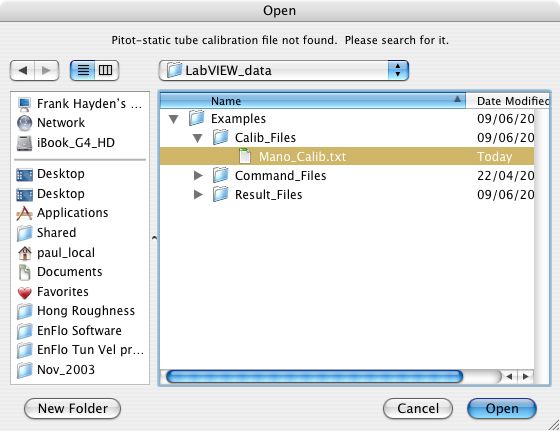 Open
Pitot-static tube calibration file not found.  Please search for it.
LabVIEW_data
Frank Hayden's ...
Network
iBook_G4_HD
Desktop
Desktop
Applications
Shared
paul_local
Documents
Favorites
Hong Roughness
EnFlo Software
EnFlo Tun Vel pr...
Nov_2003
Name Date Modified
Examples 09/06/20
Calib_Files 09/06/20
Mano_Calib.txt Today
Command_Files 22/04/20
Result_Files 09/06/20
New Folder Cancel Open